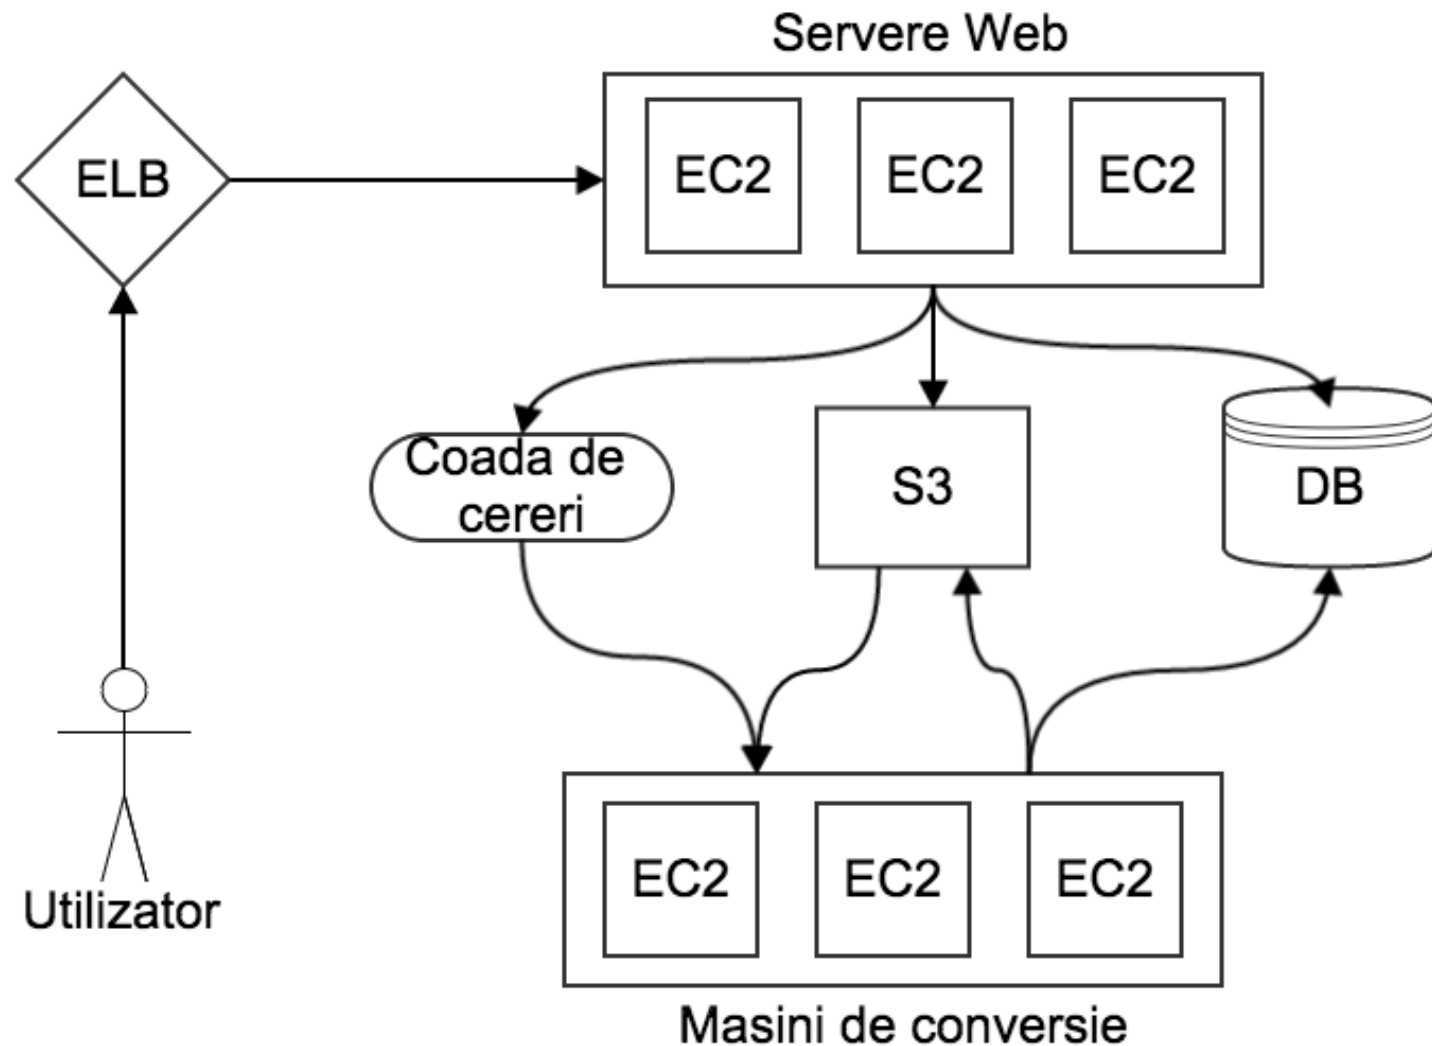 Servere Web
ELB
EC2
EC2
EC2
Coada de
cereri
S3
DB
EC2
EC2
EC2
Utilizator
Masini de conversie